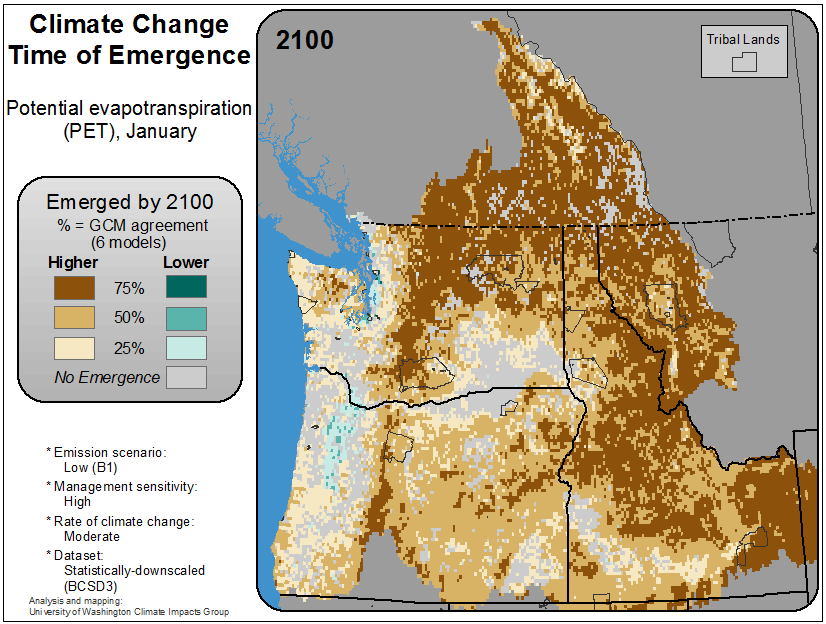 Climate Change
Time of Emergence
Potential evapotranspiration
(PET), January
Emerged by 2100
% = GCM agreement
(6 models)
Higher Lower
75%
50%
25%
No Emergence
* Emission scenario:
Low (B1)
* Management sensitivity:
High
* Rate of climate change:
Moderate
* Dataset:
Statistically-downscaled
(BCSD3)
Analysis and mapping:
University of Washington Climate Impacts Group
2100
Tribal Lands